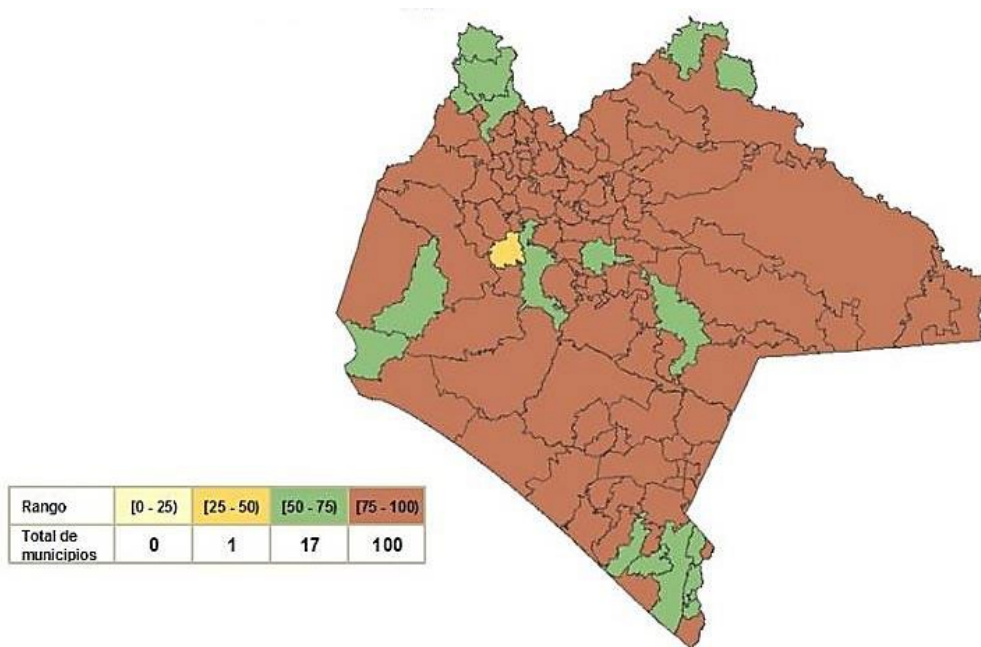 Rango [0 - 25) [25 - 50) [50 - 75) [75 - 100)
Total de municipios 0 1 17 100